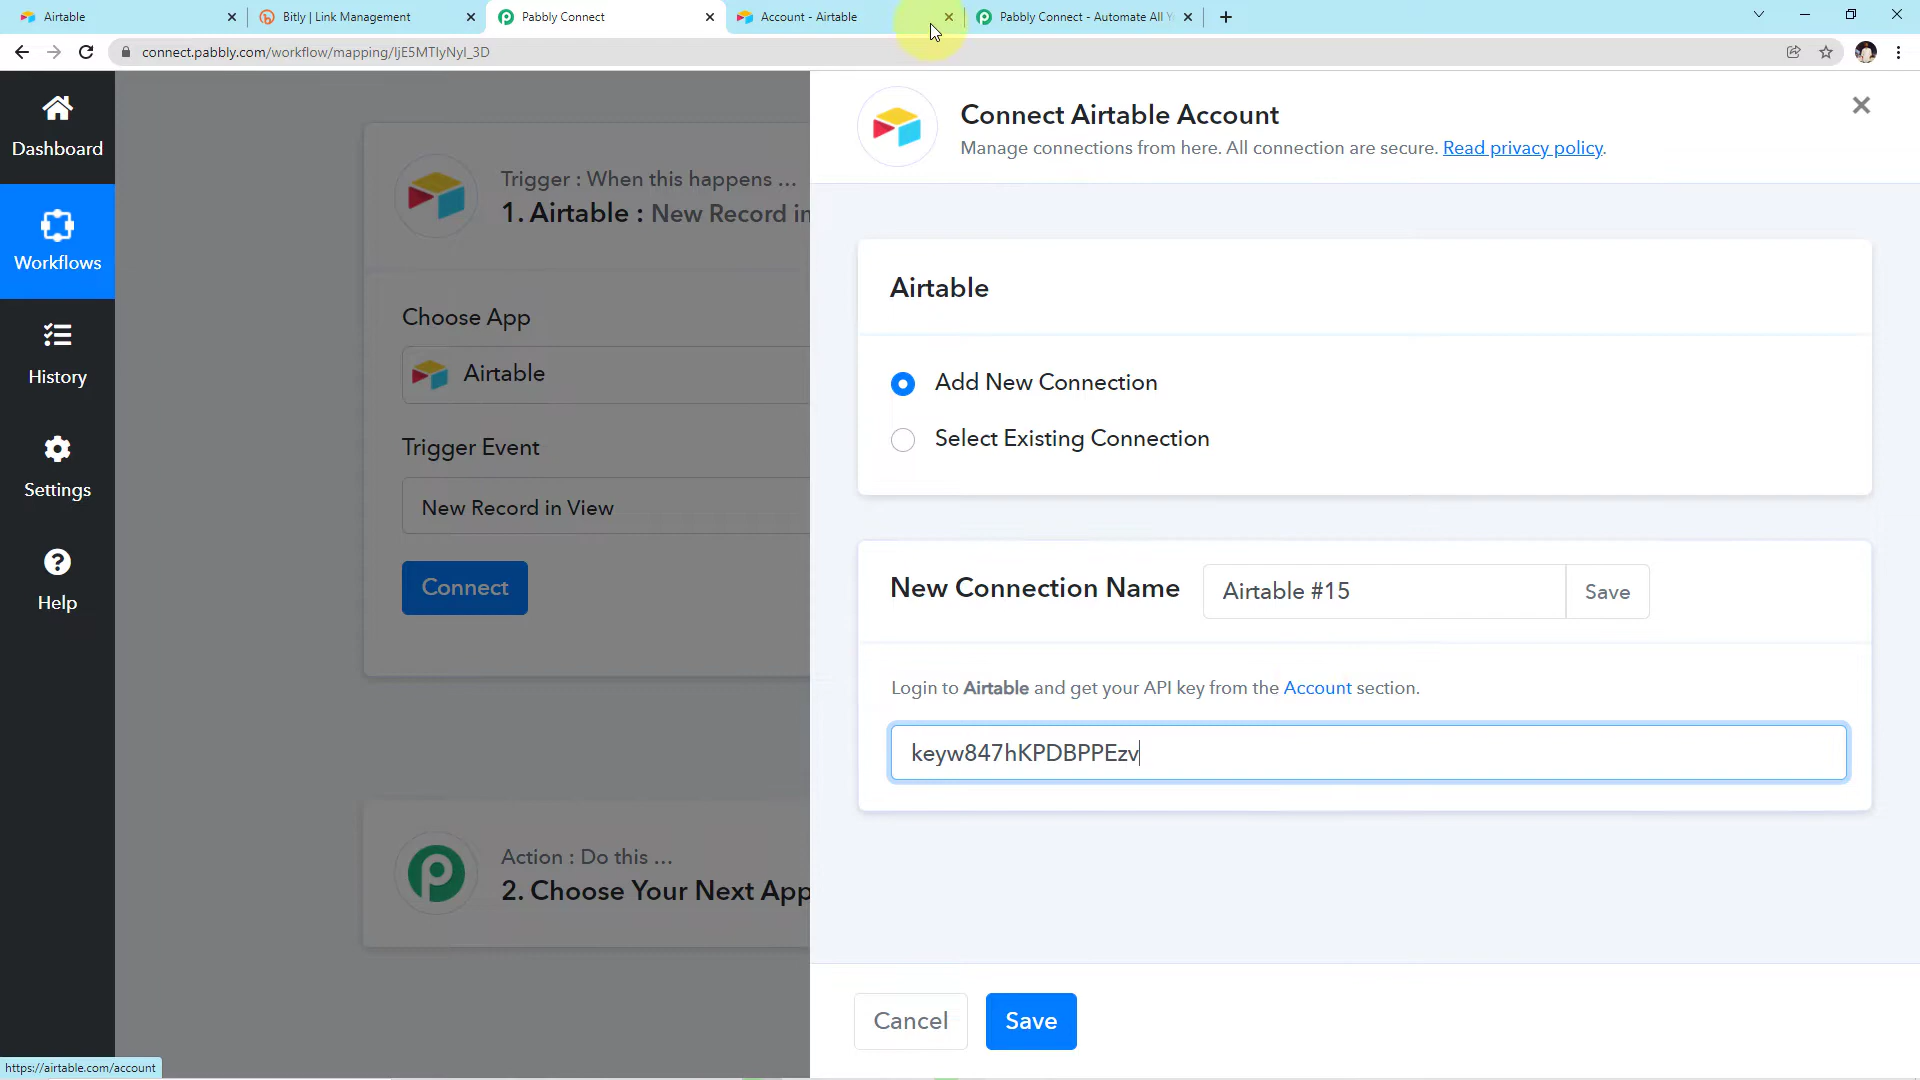 Airtable
Bitly | Link Management
Pabbly Connect
Account - Airtable
Pabbly Connect - Automate All Y
connect.pabbly.com/workflow/mapping/IjE5MTIyNyI_3D
Dashboard
Workflows
History
Settings
Help
Trigger : When this happens ...
1. Airtable : New Record in
Choose App
Airtable
Trigger Event
New Record in View
Connect
Action : Do this ...
2. Choose Your Next App
Connect Airtable Account
Manage connections from here. All connection are secure. Read privacy policy.
Airtable
Add New Connection
Select Existing Connection
New Connection Name
Airtable #15
Save
Login to Airtable and get your API key from the Account section.
keyw847hKPDBPPEzv
Cancel
Save
https://airtable.com/account